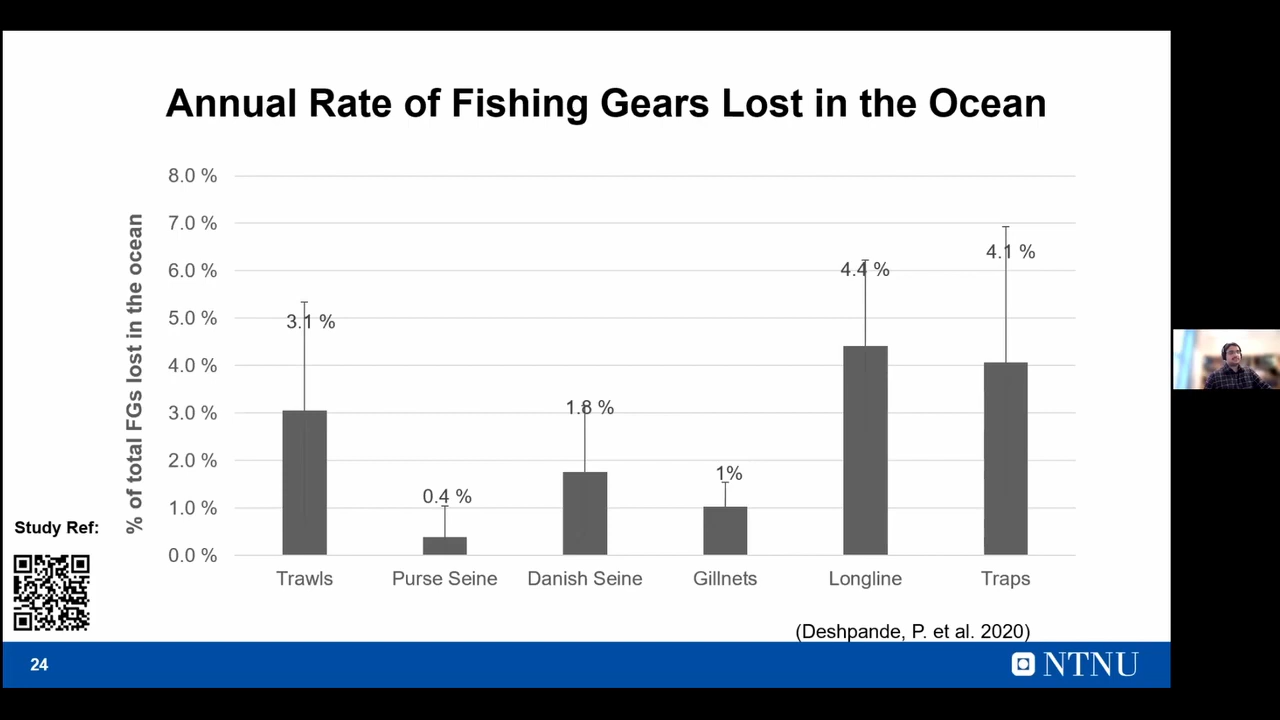 Annual Rate of Fishing Gears Lost in the Ocean
% of total FGs lost in the ocean
8.0 %
7.0 %
6.0 %
5.0 %
4.0 %
3.0 %
2.0 %
1.0 %
0.0 %
3.1 %
0.4 %
1.8 %
1%
4.4 %
4.1 %
Trawls
Purse Seine
Danish Seine
Gillnets
Longline
Traps
Study Ref:
(Deshpande, P. et al. 2020)
24
NTNU